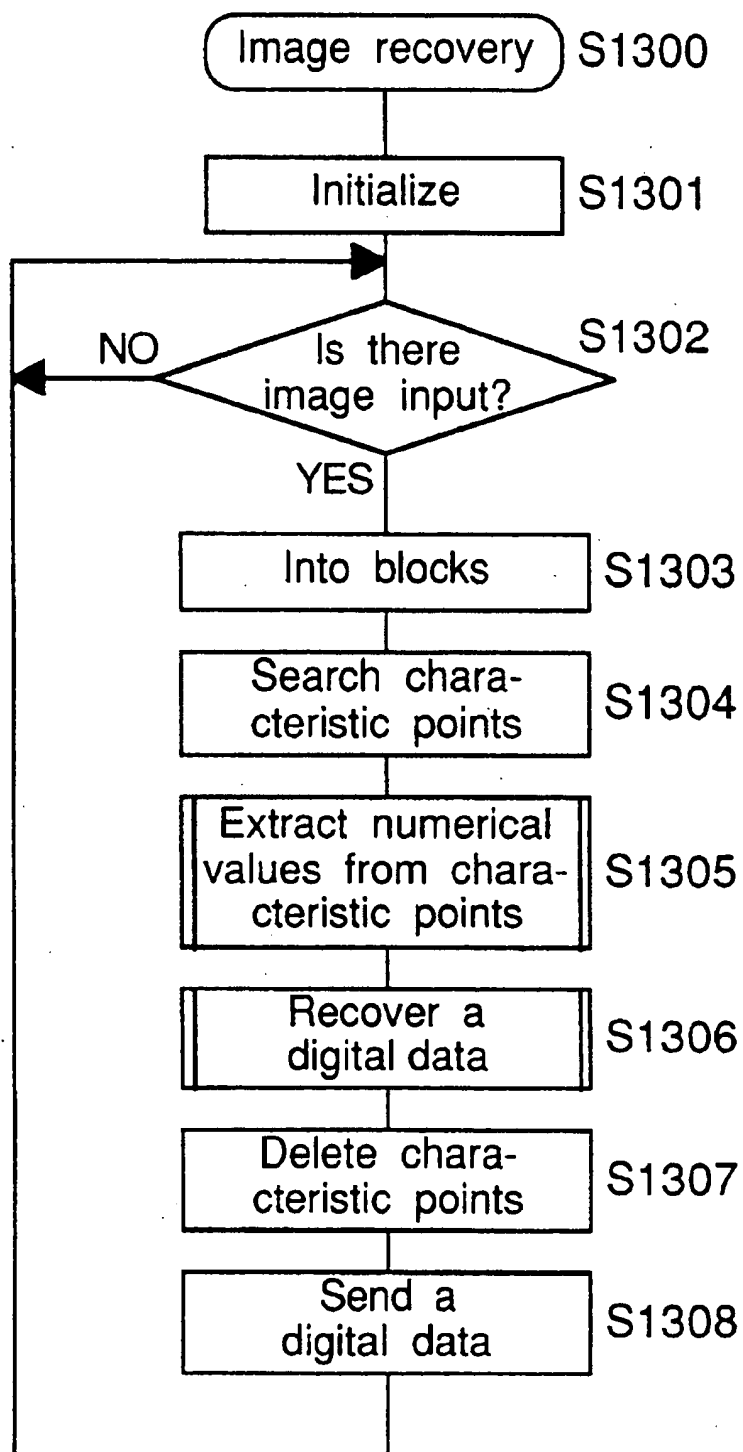 Image recovery S1300
Initialize S1301
NO
Is there
image input?
S1302
YES
Into blocks S1303
Search chara-
cteristic points
S1304
Extract numerical
values from chara-
cteristic points
S1305
Recover a
digital data
S1306
Delete chara-
cteristic points
S1307
Send a
digital data
S1308